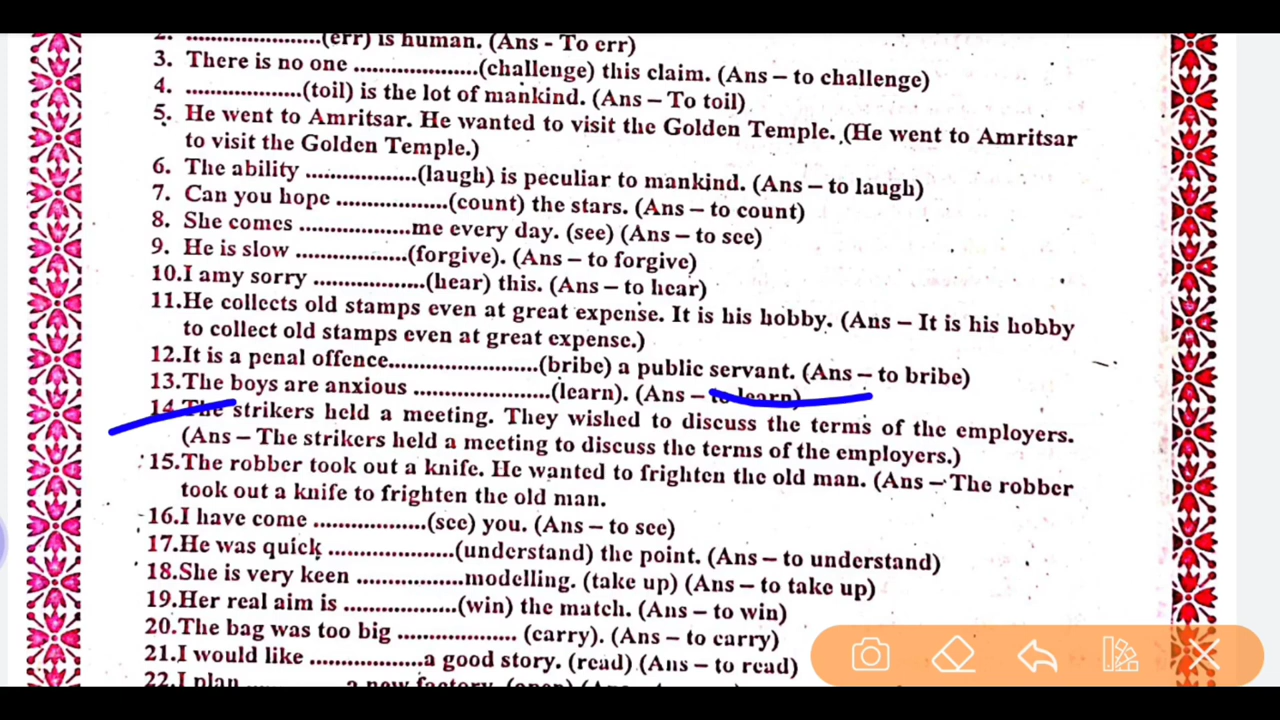 2. ......................(err) is human. (Ans - To err)
3. There is no one ....................(challenge) this claim. (Ans – to challenge)
4. ...................(toil) is the lot of mankind. (Ans – To toil)
5. He went to Amritsar. He wanted to visit the Golden Temple. (He went to Amritsar
to visit the Golden Temple.)
6. The ability ..................(laugh) is peculiar to mankind. (Ans – to laugh)
7. Can you hope ..................(count) the stars. (Ans – to count)
8. She comes ..................me every day. (see) (Ans – to see)
9. He is slow ..................(forgive). (Ans – to forgive)
10.I amy sorry ..................(hear) this. (Ans – to hear)
11.He collects old stamps even at great expense. It is his hobby. (Ans – It is his hobby
to collect old stamps even at great expense.)
12.It is a penal offence........................(bribe) a public servant. (Ans – to bribe)
13.The boys are anxious ......................(learn). (Ans – to learn)
14.The strikers held a meeting. They wished to discuss the terms of the employers.
(Ans – The strikers held a meeting to discuss the terms of the employers.)
15.The robber took out a knife. He wanted to frighten the old man. (Ans – The robber
took out a knife to frighten the old man.
16.I have come ..................(see) you. (Ans – to see)
17.He was quick ....................(understand) the point. (Ans – to understand)
18.She is very keen .................modelling. (take up) (Ans – to take up)
19.Her real aim is ..................(win) the match. (Ans – to win)
20.The bag was too big ................... (carry). (Ans – to carry)
21.I would like ..................a good story. (read) (Ans – to read)
22.I plan a new factory. (open) (Ans